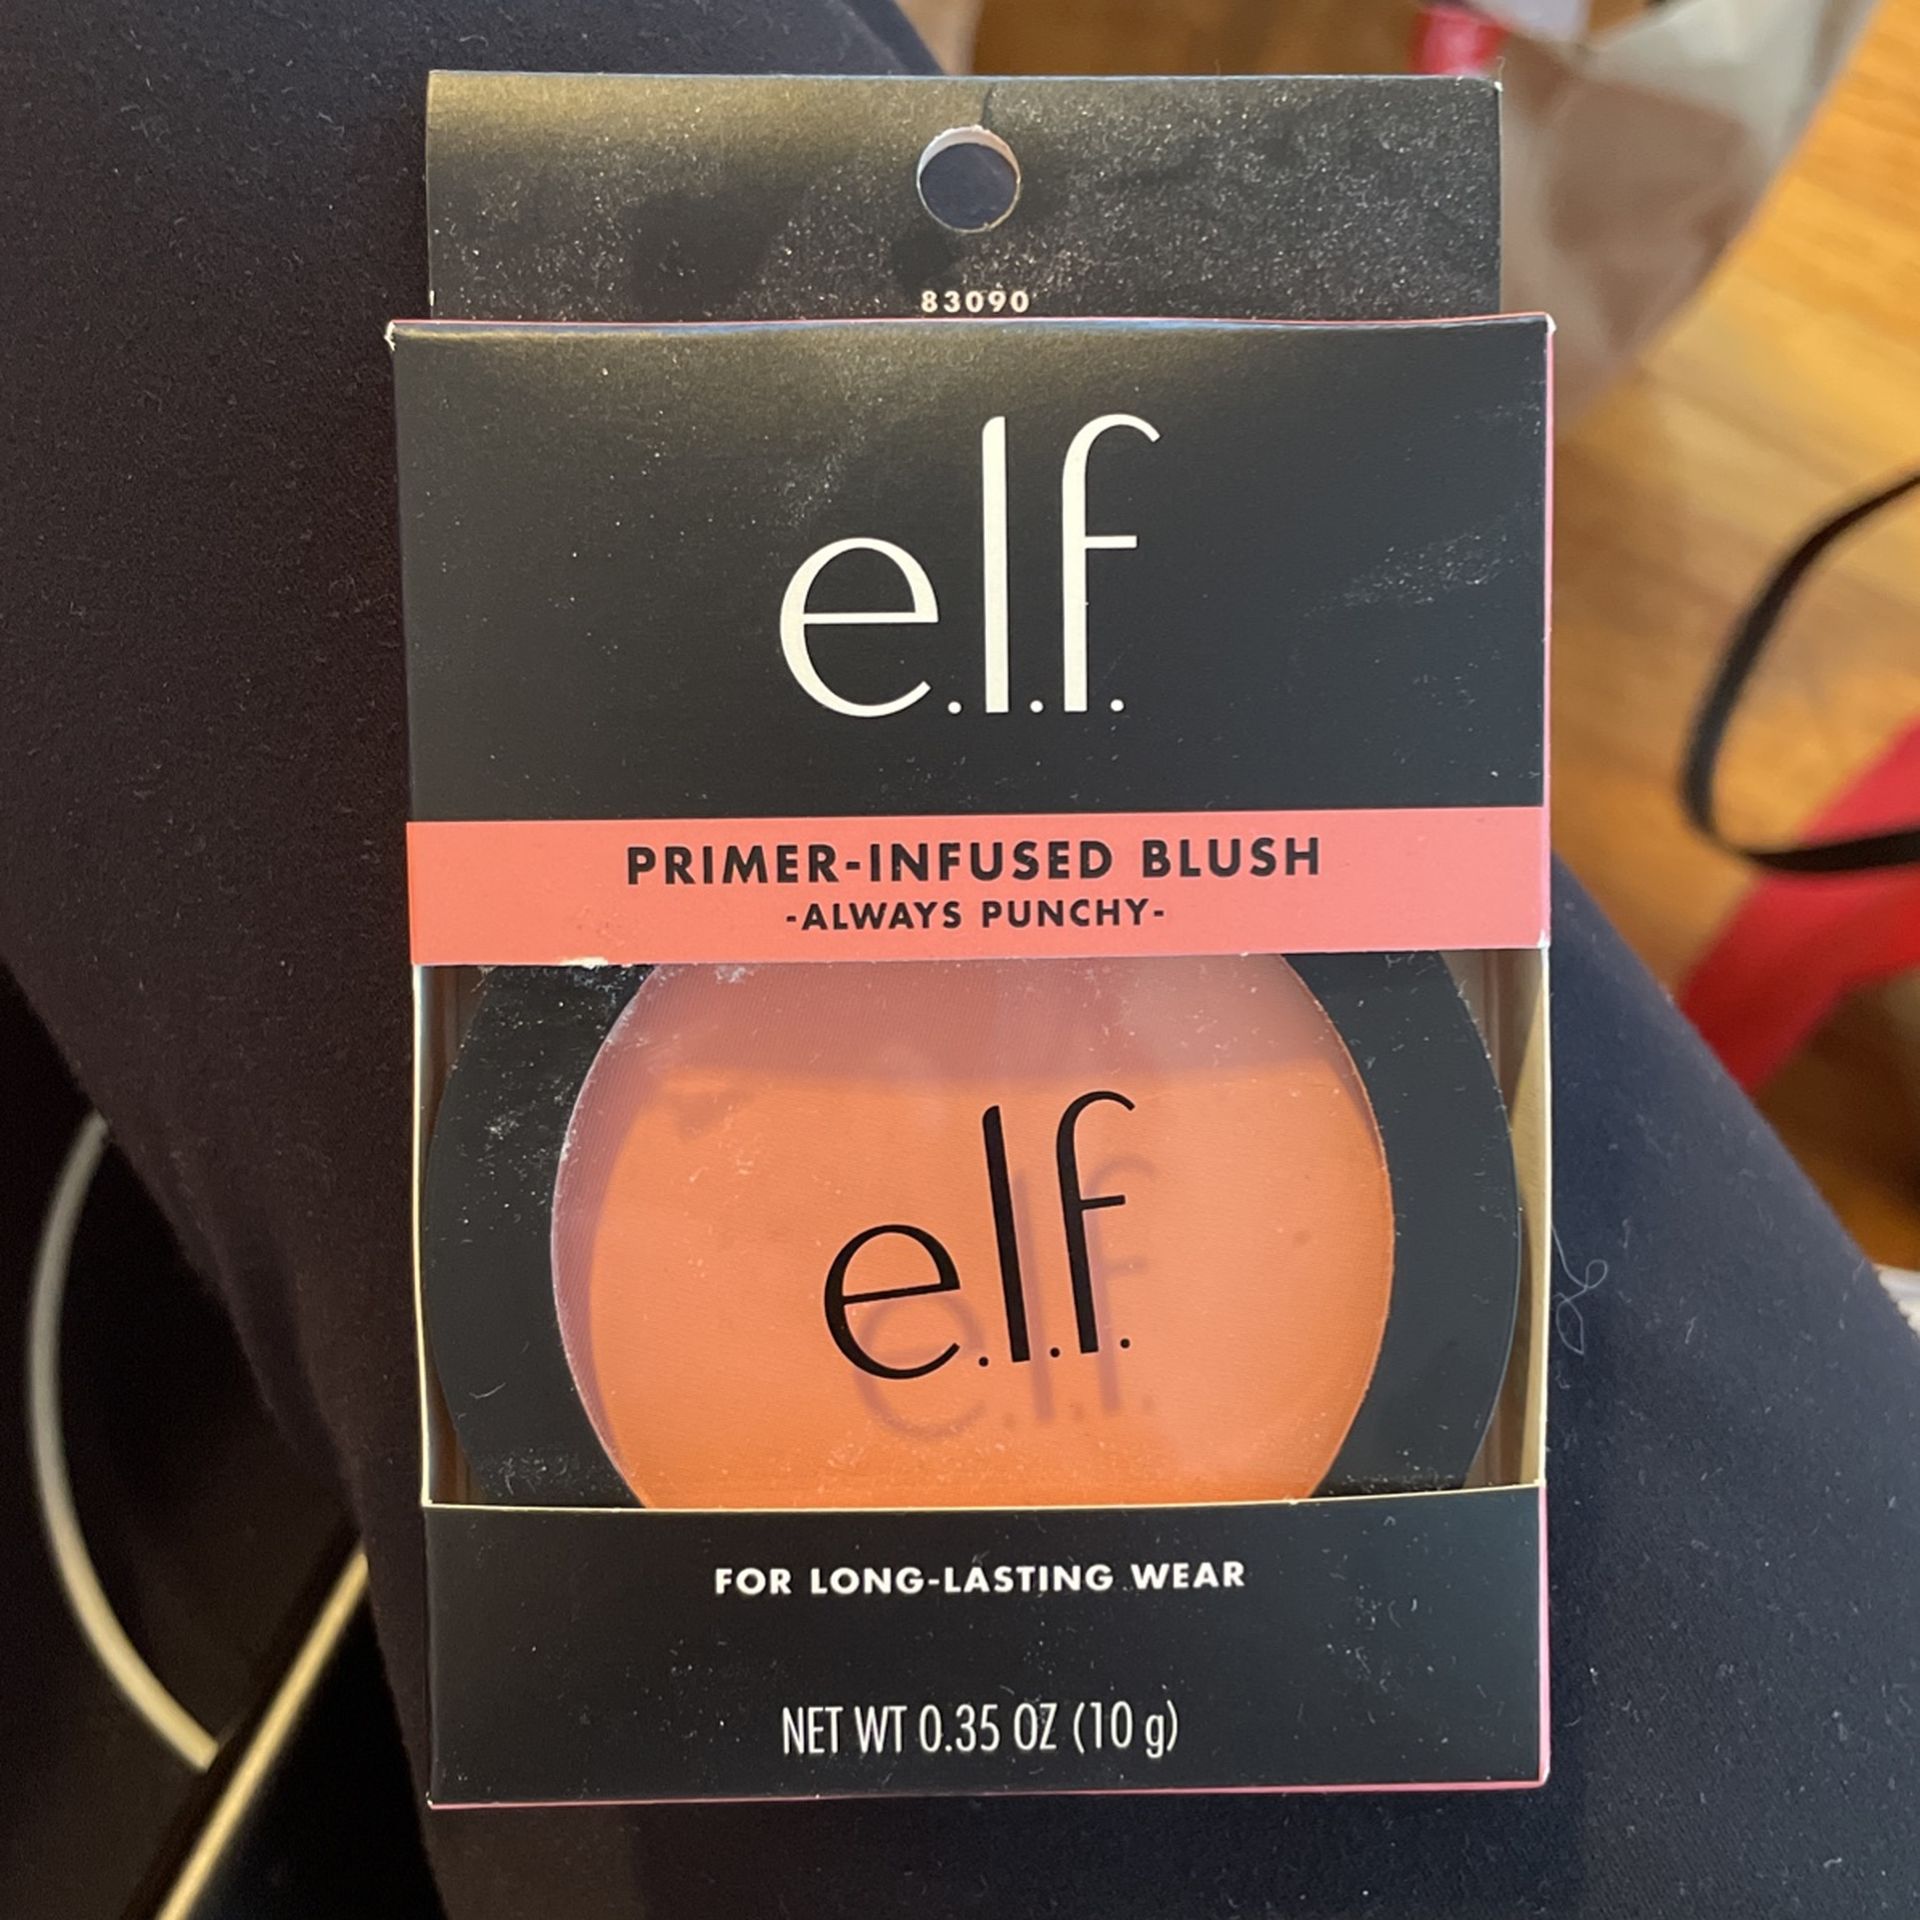 83090
e.l.f.
PRIMER-INFUSED BLUSH
-ALWAYS PUNCHY-
e.l.f.
FOR LONG-LASTING WEAR
NET WT 0.35 OZ (10 g)